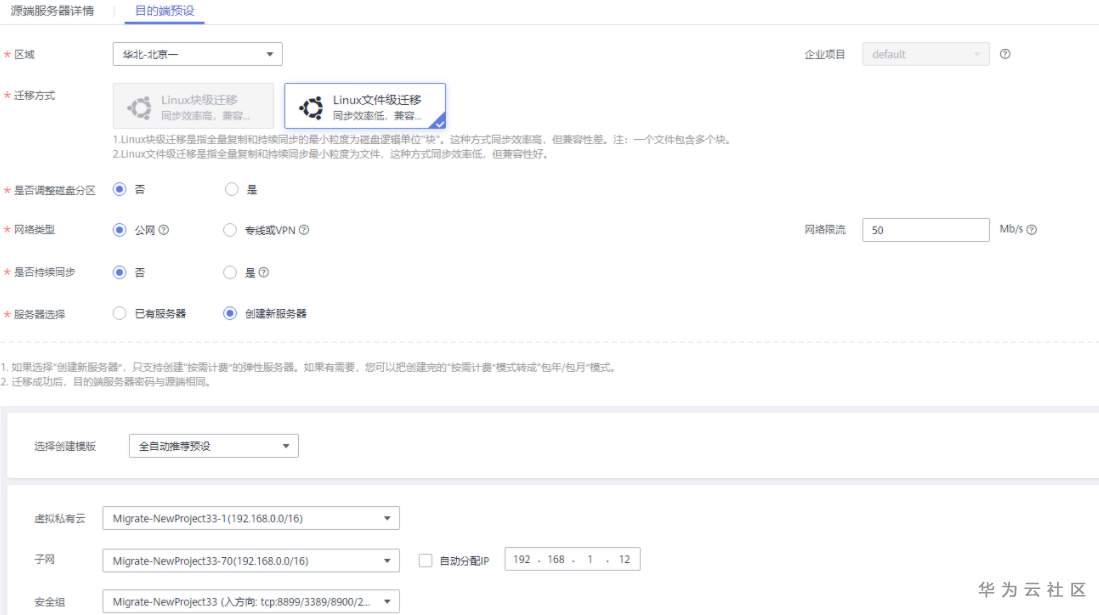 源端服务器详情 目的端预设
* 区域 华北-北京一 企业项目 default
* 迁移方式 Linux块级迁移 Linux文件级迁移
同步效率高，兼容... 同步效率低，兼容...
1.Linux块级迁移是指全量复制和持续同步的最小粒度为磁盘逻辑单位"块"。这种方式同步效率高，但兼容性差。注：一个文件包含多个块。
2.Linux文件级迁移是指全量复制和持续同步最小粒度为文件，这种方式同步效率低，但兼容性好。
* 是否调整磁盘分区 否 是
* 网络类型 公网 专线或VPN 网络限流 50 Mb/s
* 是否持续同步 否 是
* 服务器选择 已有服务器 创建新服务器
1. 如果选择"创建新服务器"，只支持创建"按需计费"的弹性服务器。如果有需要，您可以把创建完的"按需计费"模式转成"包年/包月"模式。
2. 迁移成功后，目的端服务器密码与源端相同。
选择创建模版 全自动推荐预设
虚拟私有云 Migrate-NewProject33-1(192.168.0.0/16)
子网 Migrate-NewProject33-70(192.168.0.0/16) 自动分配IP 192 . 168 . 1 . 12
安全组 Migrate-NewProject33 (入方向: tcp:8899/3389/8900/2...
华为云社区